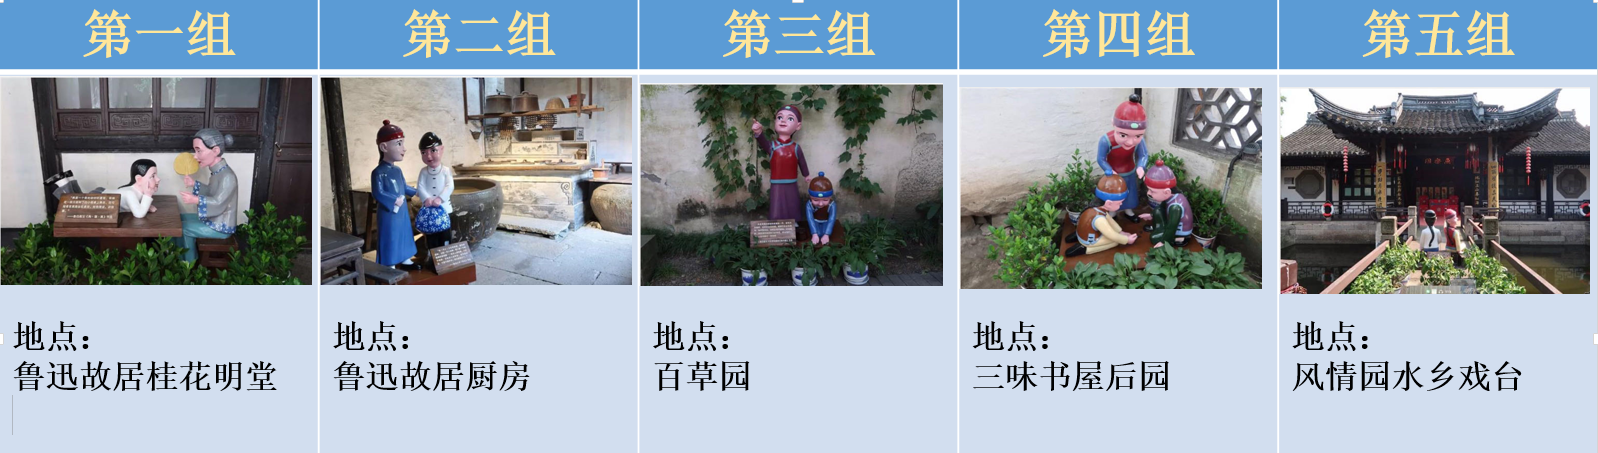 第一组
第二组
第三组
第四组
第五组
地点：
鲁迅故居桂花明堂
地点：
鲁迅故居厨房
地点：
百草园
地点：
三味书屋后园
地点：
风情园水乡戏台